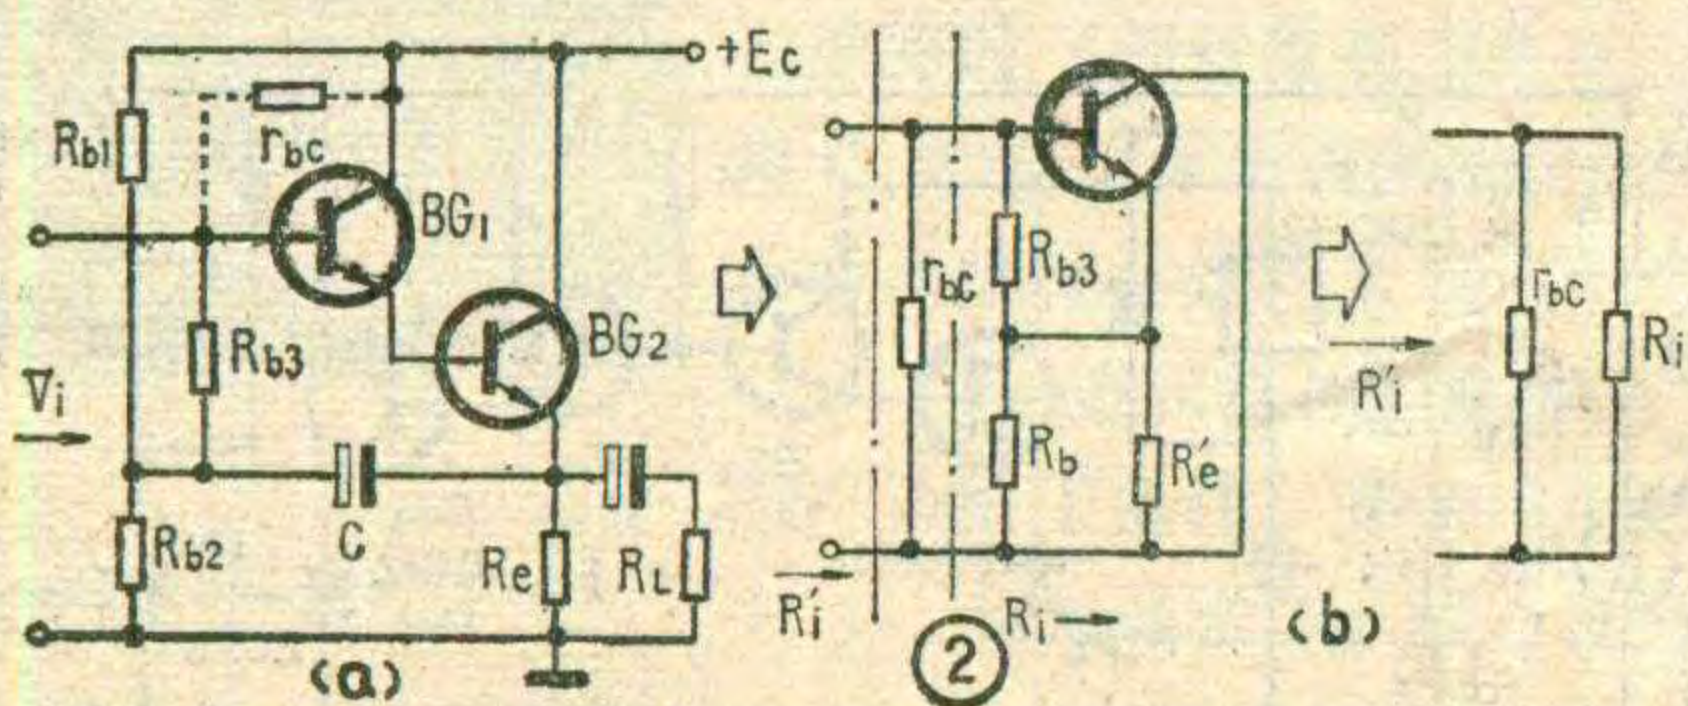 +Ec
rbc
Rb1
BG1
Rb3
BG2
Vi
Rb2
C
Re
RL
(a)
rbc
Rb3
Rb
R'e
R'i
Ri
2
rbc
Ri
R'i
(b)